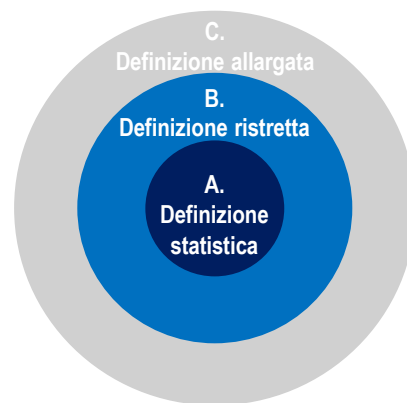 C.
Definizione allargata
B.
Definizione ristretta
A.
Definizione
statistica